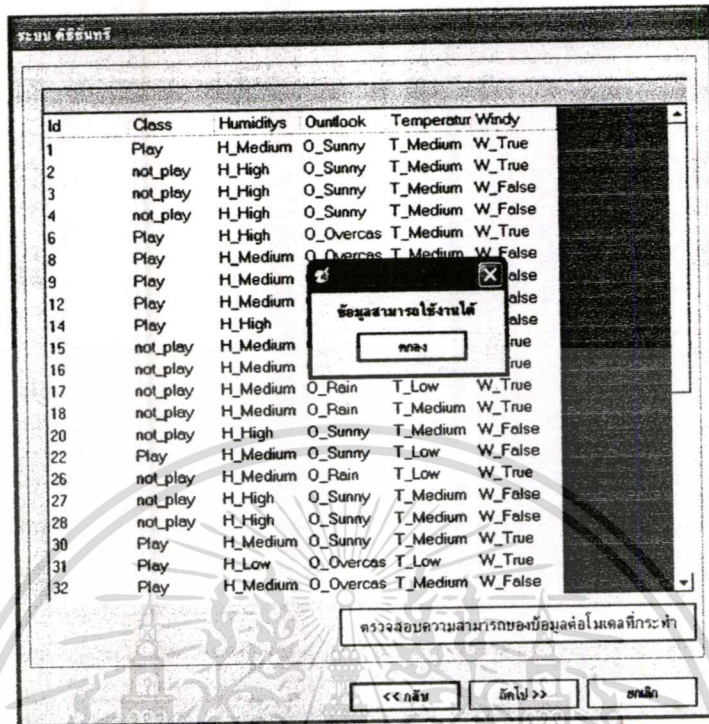 ระบบ ดีซิชั่นทรี
Id Class Humiditys Ountlook Temperatur Windy
1 Play H_Medium O_Sunny T_Medium W_True
2 not_play H_High O_Sunny T_Medium W_True
3 not_play H_High O_Sunny T_Medium W_False
4 not_play H_High O_Sunny T_Medium W_False
6 Play H_High O_Overcas T_Medium W_True
8 Play H_Medium O_Overcas T_Medium W_False
9 Play H_Medium alse
12 Play H_Medium alse
14 Play H_High alse
15 not_play H_Medium rue
16 not_play H_Medium rue
17 not_play H_Medium O_Rain T_Low W_True
18 not_play H_Medium O_Rain T_Medium W_True
20 not_play H_High O_Sunny T_Medium W_False
22 Play H_Medium O_Sunny T_Low W_False
26 not_play H_Medium O_Rain T_Low W_True
27 not_play H_High O_Sunny T_Medium W_False
28 not_play H_High O_Sunny T_Medium W_False
30 Play H_Medium O_Sunny T_Medium W_True
31 Play H_Low O_Overcas T_Low W_True
32 Play H_Medium O_Overcas T_Medium W_False
ข้อมูลสามารถใช้งานได้
ตกลง
ตรวจสอบความสามารถของข้อมูลต่อโมเดลที่กระทำ
<< กลับ ถัดไป >> ยกเลิก